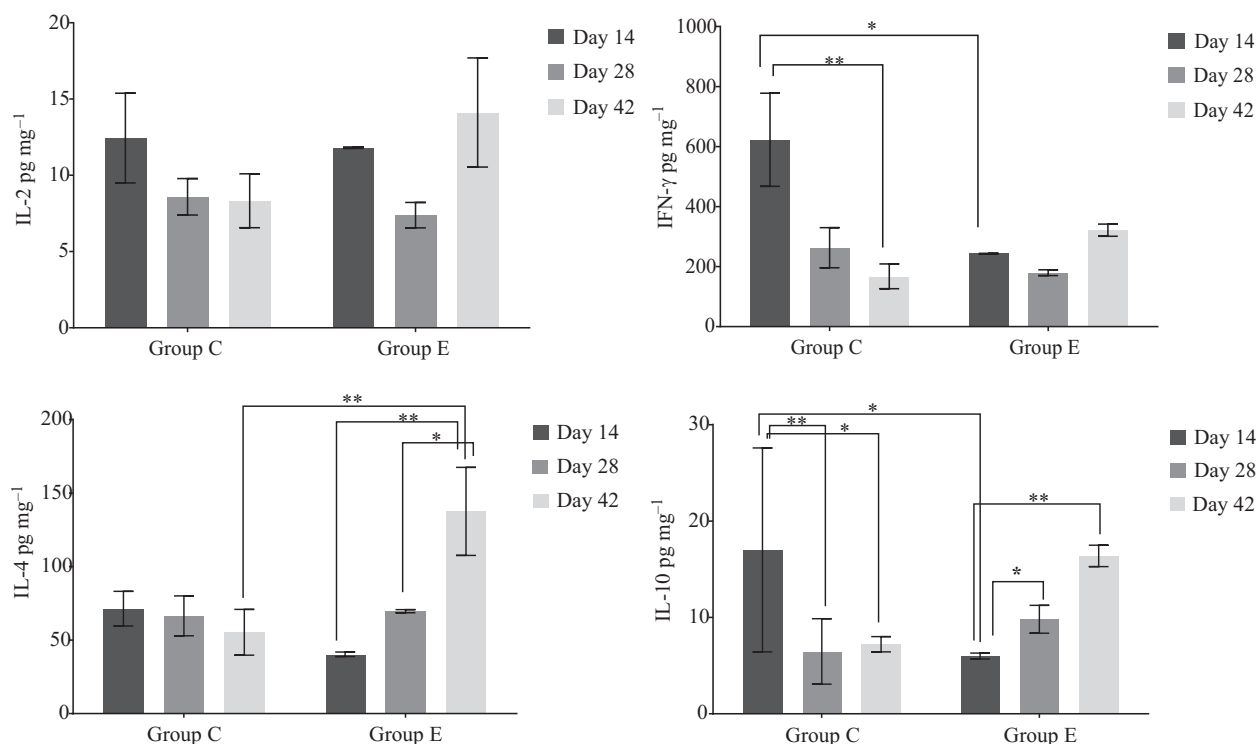 20
15
10
5
0
IL-2 pg mg⁻¹
Group C
Group E
Day 14
Day 28
Day 42
1000
800
600
400
200
0
IFN-γ pg mg⁻¹
*
**
Group C
Group E
Day 14
Day 28
Day 42
200
150
100
50
0
IL-4 pg mg⁻¹
**
**
*
Group C
Group E
Day 14
Day 28
Day 42
30
20
10
0
IL-10 pg mg⁻¹
*
**
*
**
*
Group C
Group E
Day 14
Day 28
Day 42